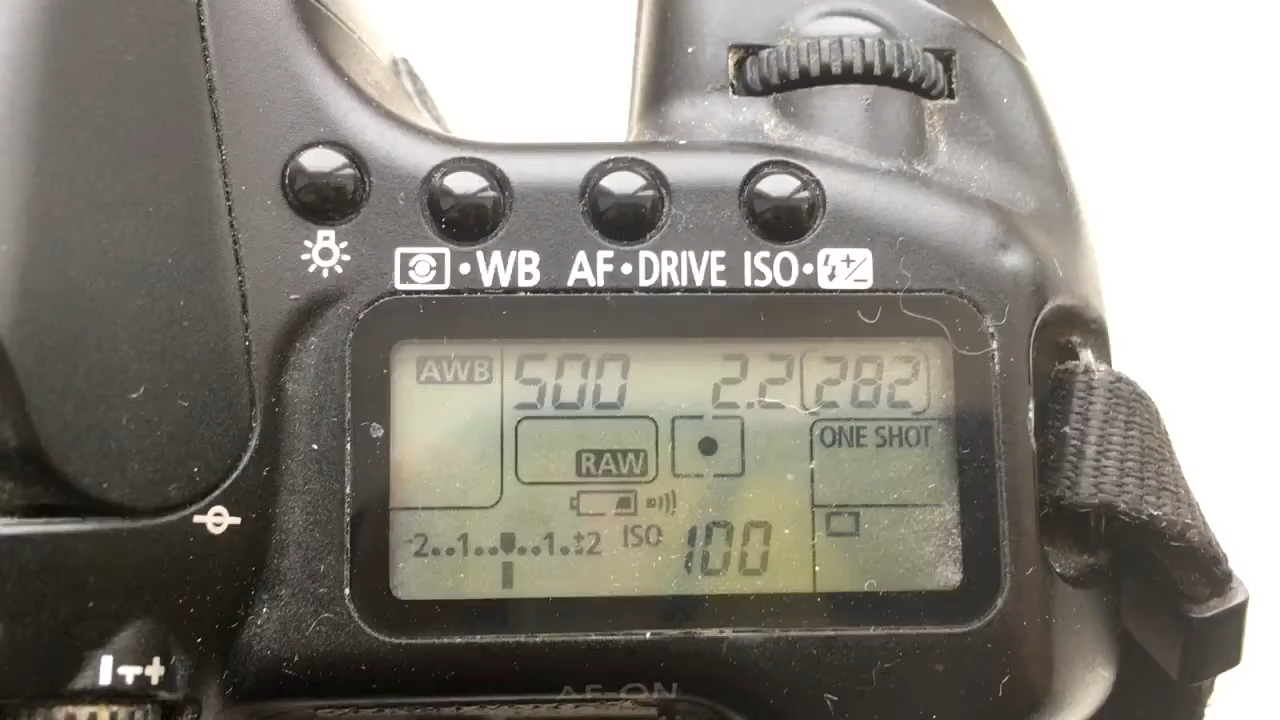 WB AF•DRIVE ISO•
AWB 500 2.2 282
RAW ONE SHOT
-2..1..▼..1..+2 ISO 100
AF-ON